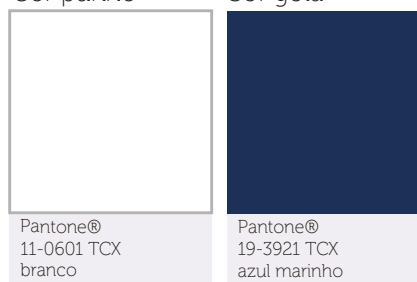 Pantone®
11-0601 TCX
branco
Pantone®
19-3921 TCX
azul marinho